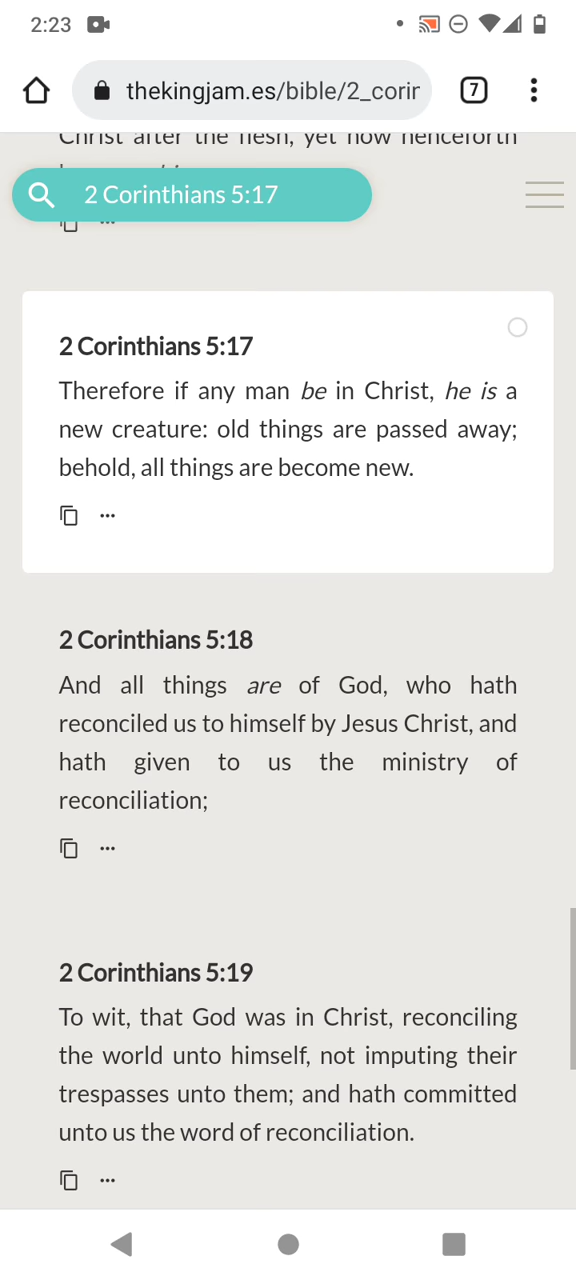 2:23
thekingjam.es/bible/2_corir
7
Christ after the flesh, yet now henceforth
2 Corinthians 5:17
2 Corinthians 5:17
Therefore if any man be in Christ, he is a
new creature: old things are passed away;
behold, all things are become new.
2 Corinthians 5:18
And all things are of God, who hath
reconciled us to himself by Jesus Christ, and
hath given to us the ministry of
reconciliation;
2 Corinthians 5:19
To wit, that God was in Christ, reconciling
the world unto himself, not imputing their
trespasses unto them; and hath committed
unto us the word of reconciliation.